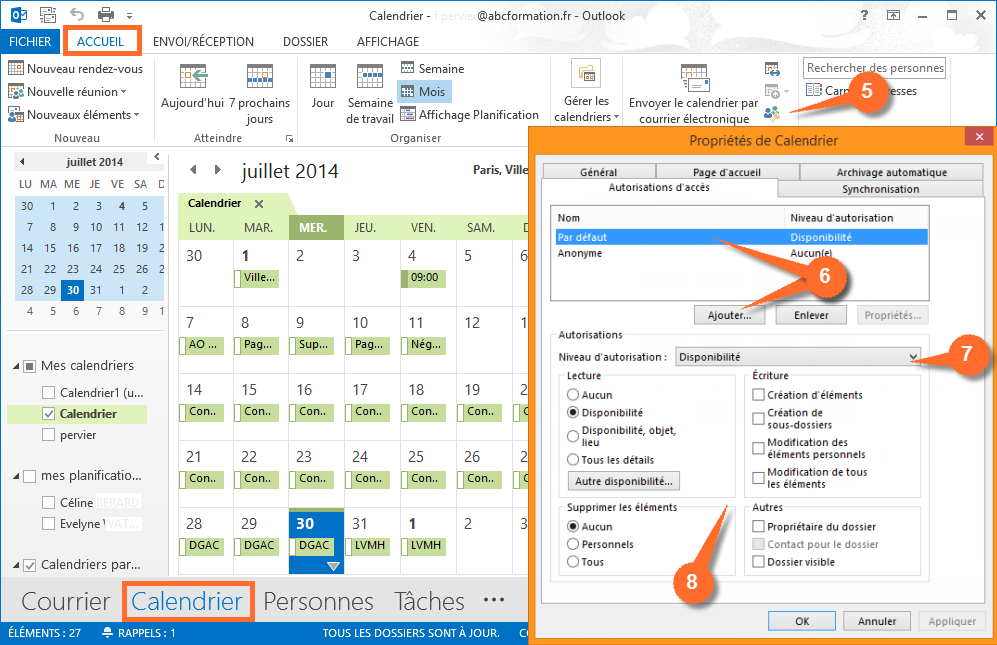 Calendrier - f.pervier@abcformation.fr - Outlook
?
FICHIER
ACCUEIL
ENVOI/RÉCEPTION
DOSSIER
AFFICHAGE
Nouveau rendez-vous
Nouvelle réunion
Nouveaux éléments
Nouveau
Aujourd'hui
7 prochains
jours
Atteindre
Jour
Semaine
de travail
Semaine
Mois
Affichage Planification
Organiser
Gérer les
calendriers
Envoyer le calendrier par
courrier électronique
Rechercher des personnes
Carn
esses
5
juillet 2014
LU MA ME JE VE SA D
30 1 2 3 4 5
7 8 9 10 11 12 1
14 15 16 17 18 19 2
21 22 23 24 25 26 2
28 29 30 31 1 2
4 5 6 7 8 9 1
Mes calendriers
Calendrier1 (u...
Calendrier
pervier
mes planificatio...
Céline BERARD
Evelyne WAT...
Calendriers par...
juillet 2014
Paris, Ville
Calendrier
LUN. MAR. MER. JEU. VEN. SAM. D
30 1 2 3 4 5 6
Ville... 09:00
7 8 9 10 11 12 1
AO ... Pag... Sup... Pag... Nég...
14 15 16 17 18 19 2
Con.. Con.. Con.. Con.. Con.. Con.. C
21 22 23 24 25 26 2
Con.. Con.. Con.. Con.. Con.. Con..
28 29 30 31 1 2 3
DGAC DGAC DGAC LVMH LVMH
Courrier Calendrier Personnes Tâches ...
ÉLÉMENTS : 27
RAPPELS : 1
TOUS LES DOSSIERS SONT À JOUR.
CO
Propriétés de Calendrier
Général
Page d'accueil
Archivage automatique
Autorisations d'accès
Synchronisation
Nom
Niveau d'autorisation
Par défaut
Disponibilité
Anonyme
Aucun(e)
6
Ajouter...
Enlever
Propriétés...
Autorisations
Niveau d'autorisation :
Disponibilité
7
Lecture
Aucun
Disponibilité
Disponibilité, objet,
lieu
Tous les détails
Autre disponibilité...
Écriture
Création d'éléments
Création de
sous-dossiers
Modification des
éléments personnels
Modification de tous
les éléments
Supprimer les éléments
Aucun
Personnels
Tous
8
Autres
Propriétaire du dossier
Contact pour le dossier
Dossier visible
OK
Annuler
Appliquer